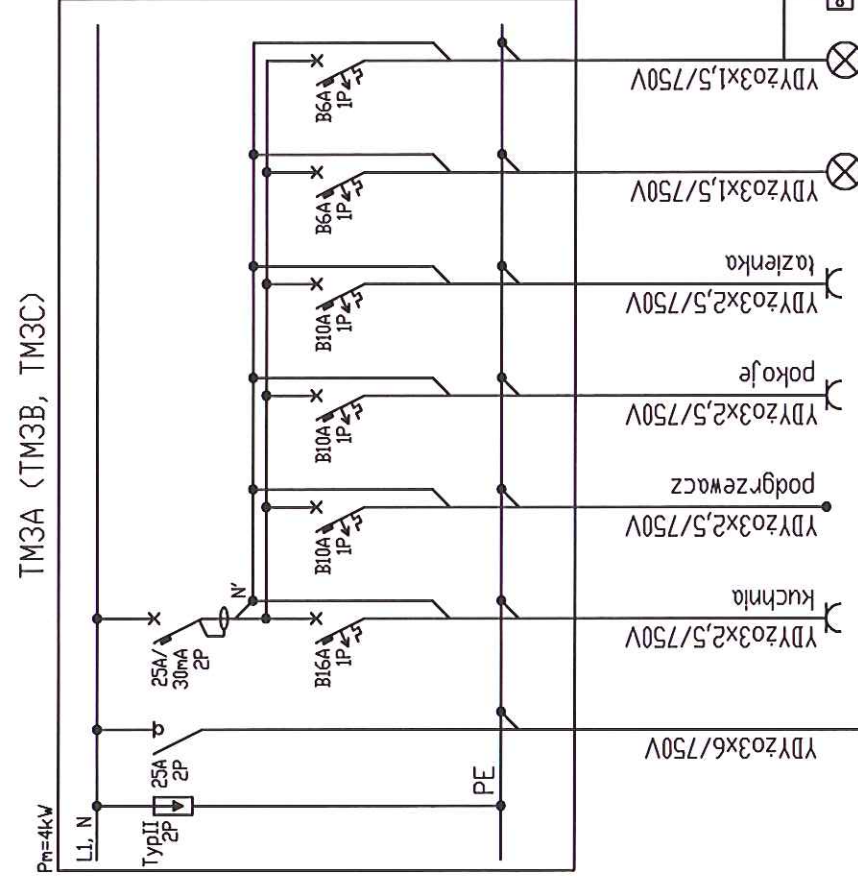 TM3A (TM3B, TM3C)
Pm=4kW
L1, N
TypII
2P
25A
2P
25A/
30mA
2P
N'
B16A
1P
B10A
1P
B10A
1P
B10A
1P
B6A
1P
B6A
1P
PE
YDYżo3x6/750V
YDYżo3x2,5/750V
kuchnia
YDYżo3x2,5/750V
podgrzewacz
YDYżo3x2,5/750V
pokoje
YDYżo3x2,5/750V
łazienka
YDYżo3x1,5/750V
YDYżo3x1,5/750V